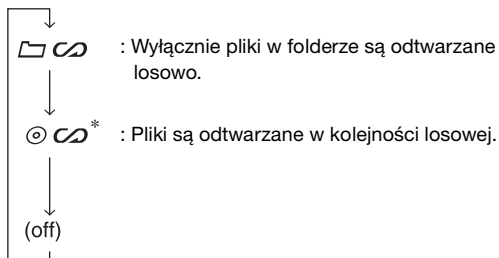 : Wyłącznie pliki w folderze są odtwarzane
losowo.
* : Pliki są odtwarzane w kolejności losowej.
(off)